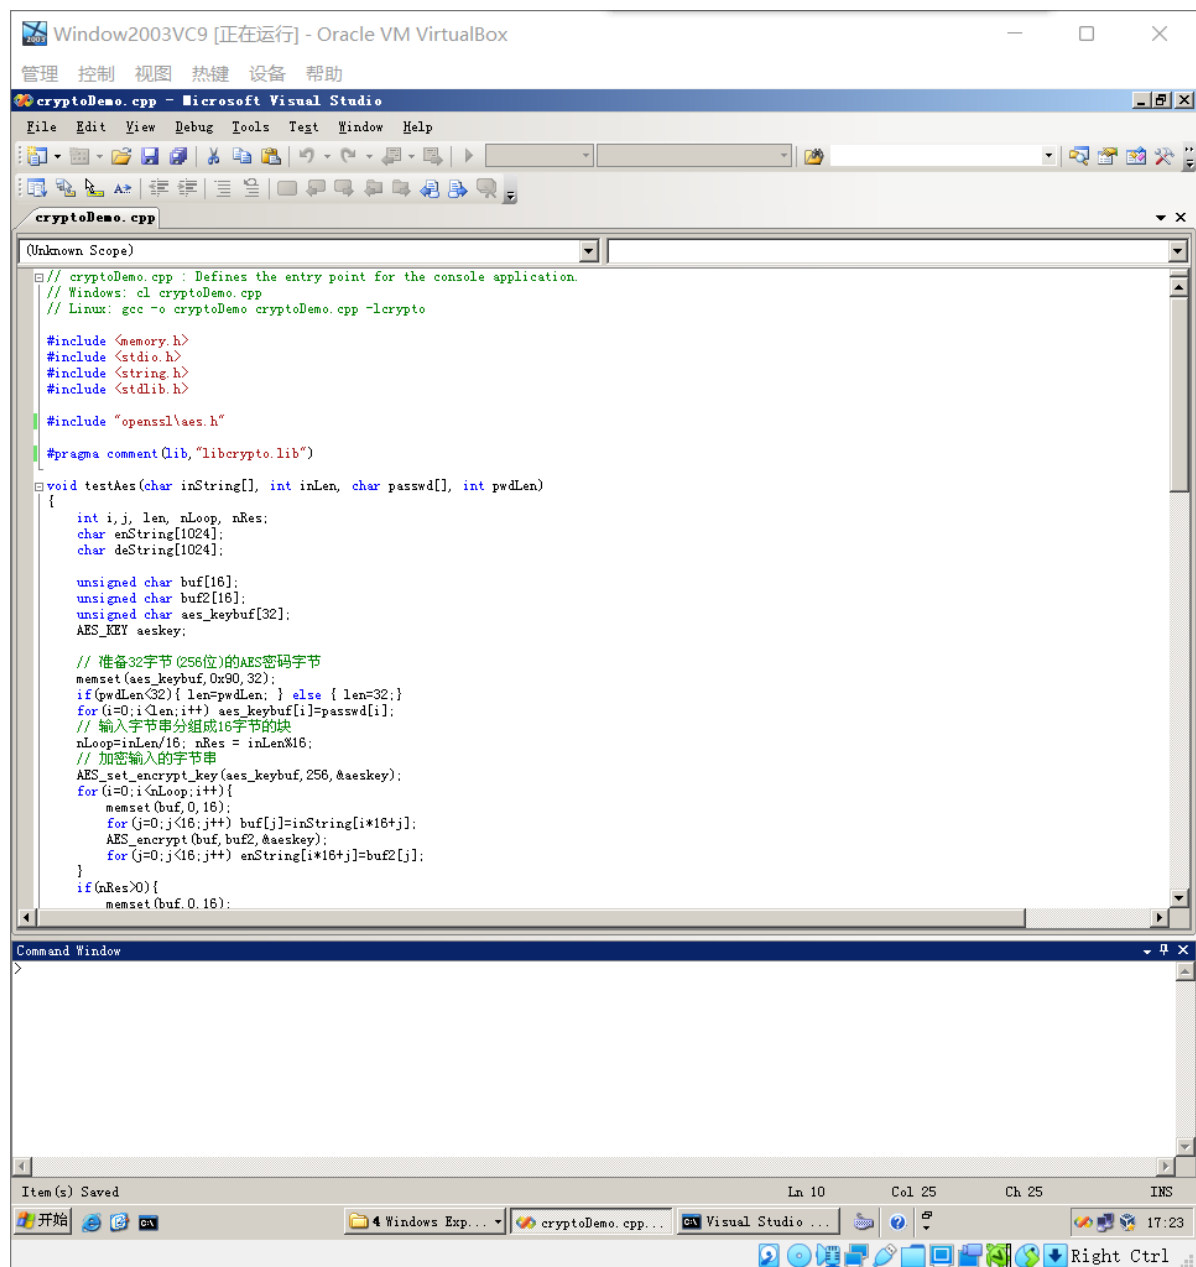 Window2003VC9 [正在运行] - Oracle VM VirtualBox
管理 控制 视图 热键 设备 帮助
cryptoDemo.cpp - Microsoft Visual Studio
File Edit View Debug Tools Test Window Help
cryptoDemo.cpp
(Unknown Scope)
// cryptoDemo.cpp : Defines the entry point for the console application.
// Windows: cl cryptoDemo.cpp
// Linux: gcc -o cryptoDemo cryptoDemo.cpp -lcrypto
#include <memory.h>
#include <stdio.h>
#include <string.h>
#include <stdlib.h>
#include "openssl\aes.h"
#pragma comment(lib,"libcrypto.lib")
void testAes(char inString[], int inLen, char passwd[], int pwdLen)
{
int i,j, len, nLoop, nRes;
char enString[1024];
char deString[1024];
unsigned char buf[16];
unsigned char buf2[16];
unsigned char aes_keybuf[32];
AES_KEY aeskey;
// 准备32字节(256位)的AES密码字节
memset(aes_keybuf,0x90,32);
if(pwdLen<32){ len=pwdLen; } else { len=32;}
for(i=0;i<len;i++) aes_keybuf[i]=passwd[i];
// 输入字节串分组成16字节的块
nLoop=inLen/16; nRes = inLen%16;
// 加密输入的字节串
AES_set_encrypt_key(aes_keybuf,256,&aeskey);
for(i=0;i<nLoop;i++){
memset(buf,0,16);
for(j=0;j<16;j++) buf[j]=inString[i*16+j];
AES_encrypt(buf,buf2,&aeskey);
for(j=0;j<16;j++) enString[i*16+j]=buf2[j];
}
if(nRes>0){
memset(buf,0,16);
Command Window
>
Item(s) Saved Ln 10 Col 25 Ch 25 INS
开始 4 Windows Exp... cryptoDemo.cpp... Visual Studio ... 17:23
Right Ctrl